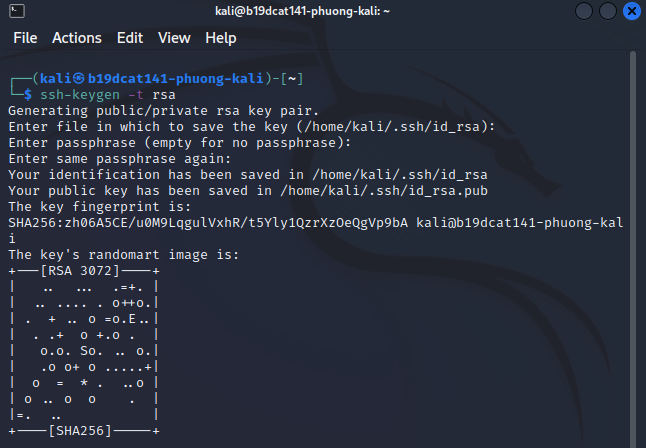 kali@b19dcat141-phuong-kali: ~
File Actions Edit View Help
┌──(kali㉿b19dcat141-phuong-kali)-[~]
└─$ ssh-keygen -t rsa
Generating public/private rsa key pair.
Enter file in which to save the key (/home/kali/.ssh/id_rsa):
Enter passphrase (empty for no passphrase):
Enter same passphrase again:
Your identification has been saved in /home/kali/.ssh/id_rsa
Your public key has been saved in /home/kali/.ssh/id_rsa.pub
The key fingerprint is:
SHA256:zh06A5CE/u0M9LqgulVxhR/t5Yly1QzrXzOeQgVp9bA kali@b19dcat141-phuong-kal
i
The key's randomart image is:
+---[RSA 3072]----+
|   ..  ... .=+. |
|  .. .... . o++o.|
| .  + .. o =o.E..|
|  . .+  o +.o .  |
|   o.o. So. .. o.|
|   .o o+ o .....+|
|  o  =  * .  ..o |
| o .. o  o    .  |
|=.  ..           |
+----[SHA256]-----+